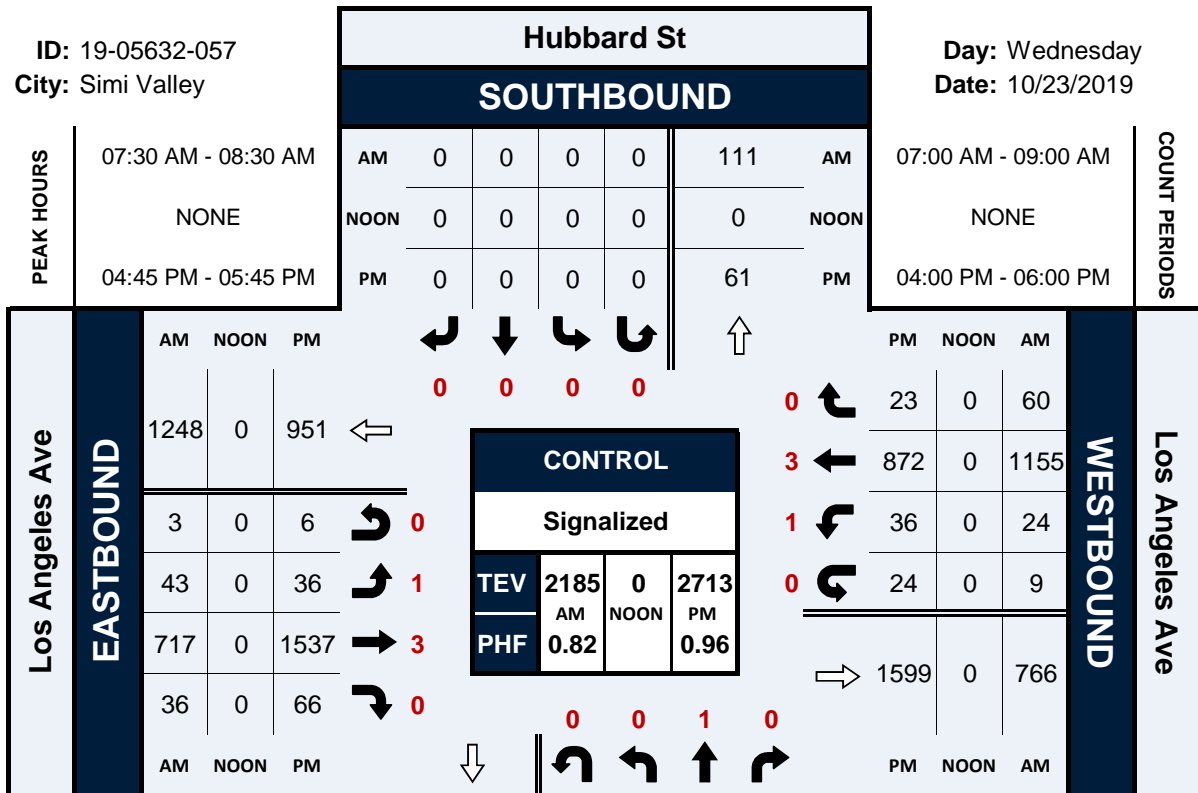 Hubbard St
ID: 19-05632-057
City: Simi Valley
Day: Wednesday
Date: 10/23/2019
SOUTHBOUND
PEAK HOURS
07:30 AM - 08:30 AM
NONE
04:45 PM - 05:45 PM
AM 0 0 0 0 111 AM
NOON 0 0 0 0 0 NOON
PM 0 0 0 0 61 PM
07:00 AM - 09:00 AM
NONE
04:00 PM - 06:00 PM
COUNT PERIODS
0 0 0 0
Los Angeles Ave
EASTBOUND
AM NOON PM
1248 0 951
3 0 6 0
43 0 36 1
717 0 1537 3
36 0 66 0
AM NOON PM
CONTROL
Signalized
TEV 2185 0 2713
AM NOON PM
PHF 0.82 0.96
PM NOON AM
0 23 0 60
3 872 0 1155
1 36 0 24
0 24 0 9
1599 0 766
PM NOON AM
WESTBOUND
Los Angeles Ave
0 0 1 0